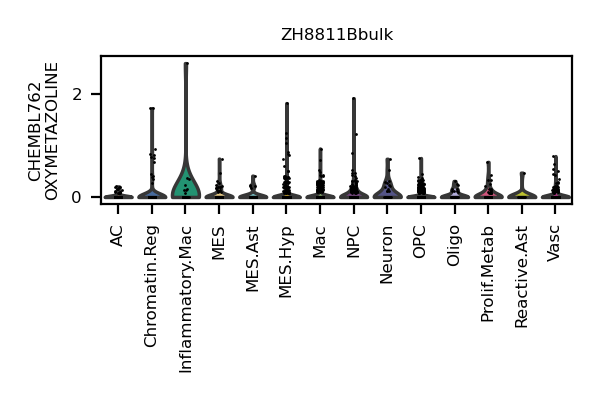 ZH8811Bbulk
CHEMBL762
OXYMETAZOLINE
2
0
AC
Chromatin.Reg
Inflammatory.Mac
MES
MES.Ast
MES.Hyp
Mac
NPC
Neuron
OPC
Oligo
Prolif.Metab
Reactive.Ast
Vasc